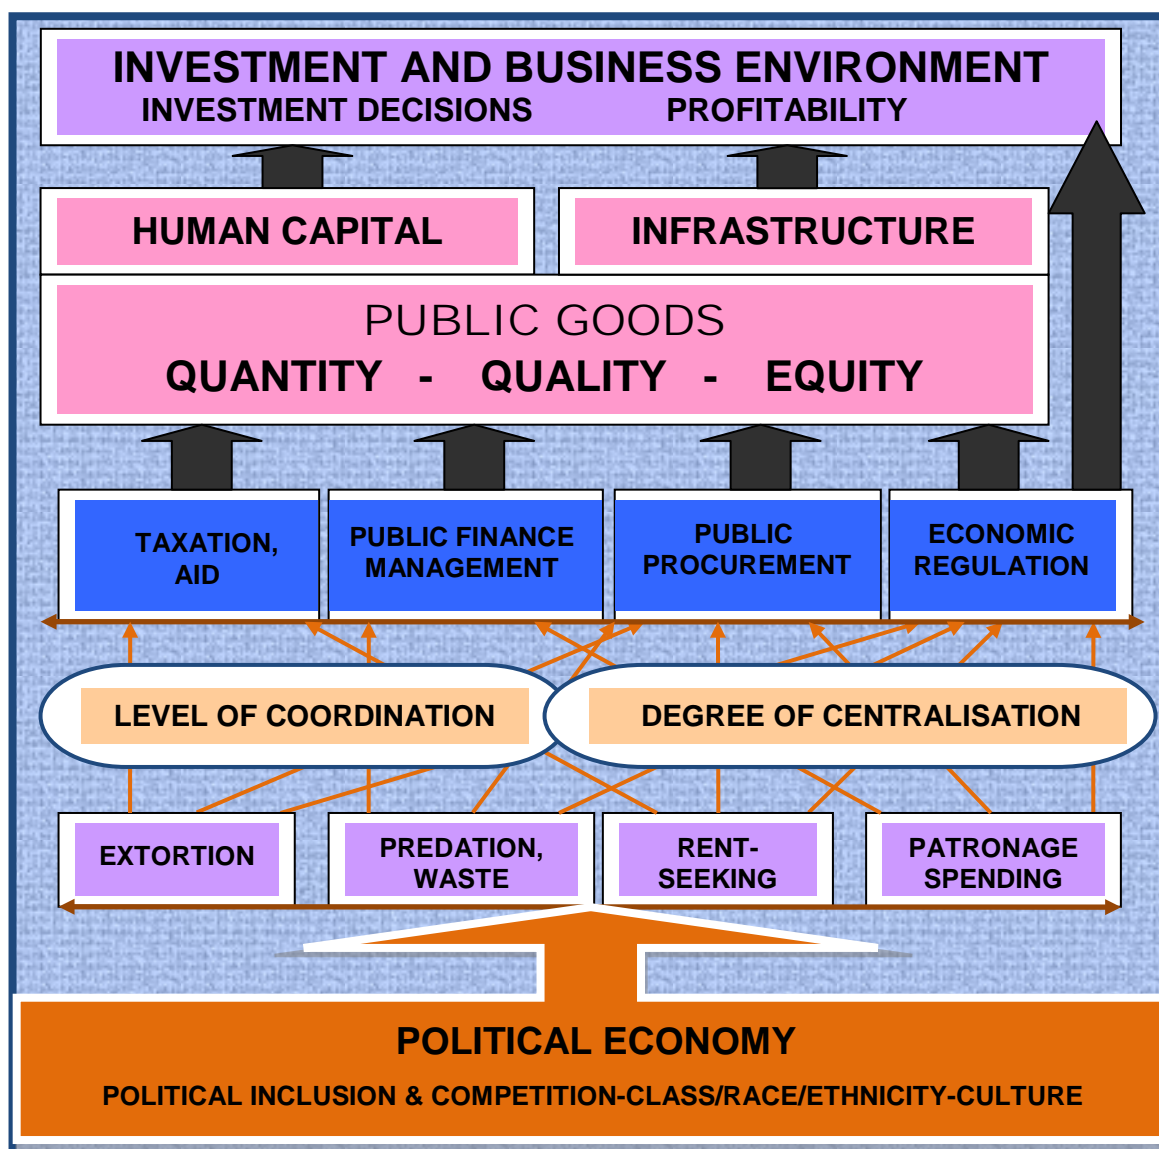 INVESTMENT AND BUSINESS ENVIRONMENT
INVESTMENT DECISIONS PROFITABILITY
HUMAN CAPITAL
INFRASTRUCTURE
PUBLIC GOODS
QUANTITY - QUALITY - EQUITY
TAXATION,
AID
PUBLIC FINANCE
MANAGEMENT
PUBLIC
PROCUREMENT
ECONOMIC
REGULATION
LEVEL OF COORDINATION
DEGREE OF CENTRALISATION
EXTORTION
PREDATION,
WASTE
RENT-
SEEKING
PATRONAGE
SPENDING
POLITICAL ECONOMY
POLITICAL INCLUSION & COMPETITION-CLASS/RACE/ETHNICITY-CULTURE